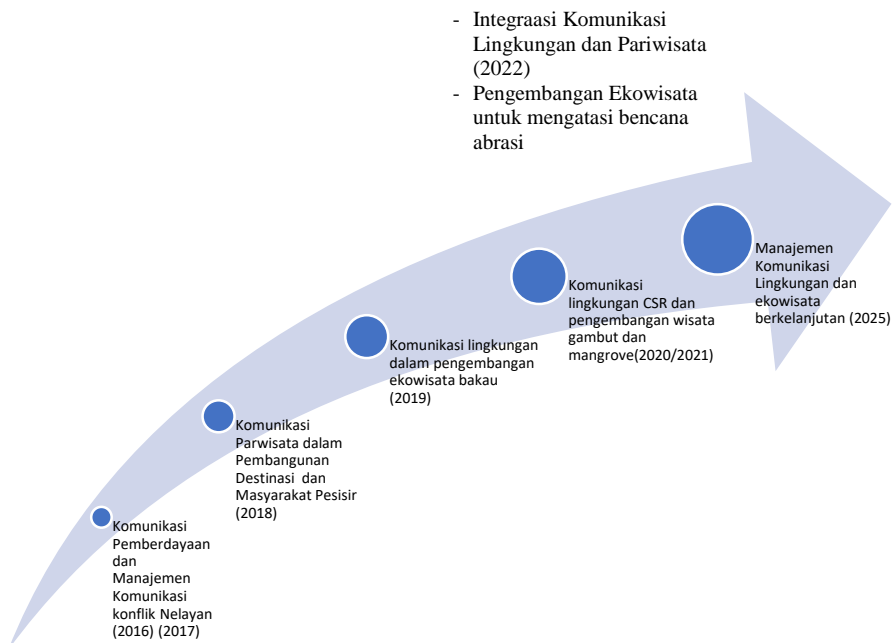 - Integraasi Komunikasi
Lingkungan dan Pariwisata
(2022)
- Pengembangan Ekowisata
untuk mengatasi bencana
abrasi
Manajemen
Komunikasi
Lingkungan dan
ekowisata
berkelanjutan (2025)
Komunikasi
lingkungan CSR dan
pengembangan wisata
gambut dan
mangrove(2020/2021)
Komunikasi lingkungan
dalam pengembangan
ekowisata bakau
(2019)
Komunikasi
Parwisata dalam
Pembangunan
Destinasi dan
Masyarakat Pesisir
(2018)
Komunikasi
Pemberdayaan
dan
Manajemen
Komunikasi
konflik Nelayan
(2016) (2017)